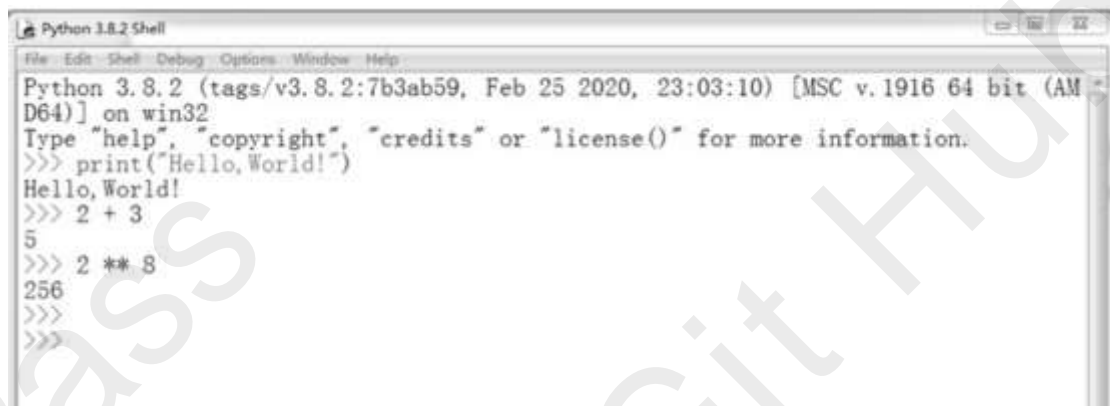 Python 3.8.2 Shell
File Edit Shell Debug Options Window Help
Python 3.8.2 (tags/v3.8.2:7b3ab59, Feb 25 2020, 23:03:10) [MSC v.1916 64 bit (AM
D64)] on win32
Type "help", "copyright", "credits" or "license()" for more information.
>>> print("Hello,World!")
Hello,World!
>>> 2 + 3
5
>>> 2 ** 8
256
>>>
>>>